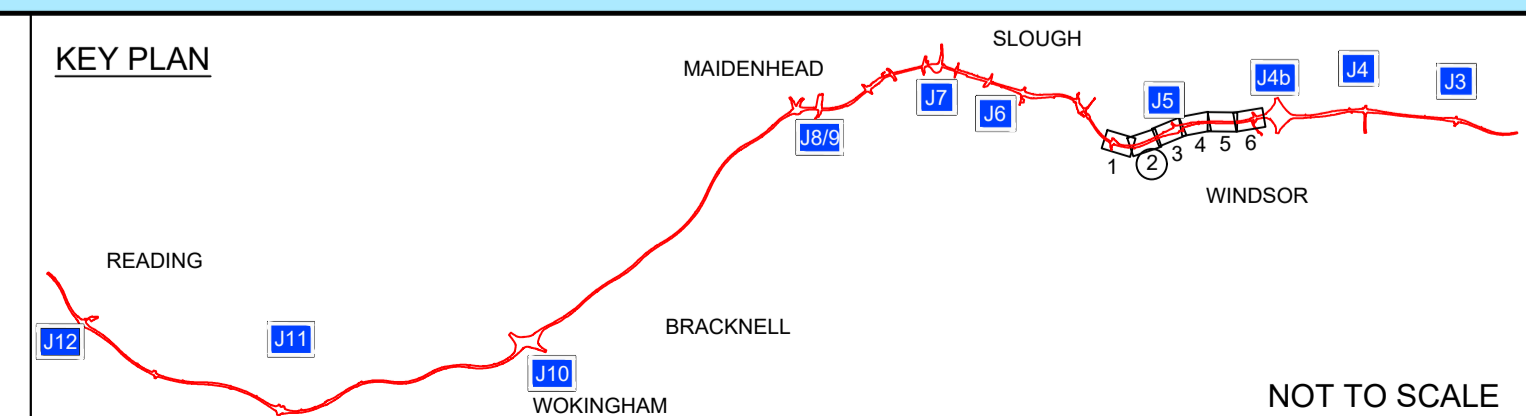 KEY PLAN
SLOUGH
MAIDENHEAD
J7
J6
J8/9
J5
J4b
J4
J3
1
2
3
4
5
6
WINDSOR
READING
J12
J11
BRACKNELL
J10
WOKINGHAM
NOT TO SCALE